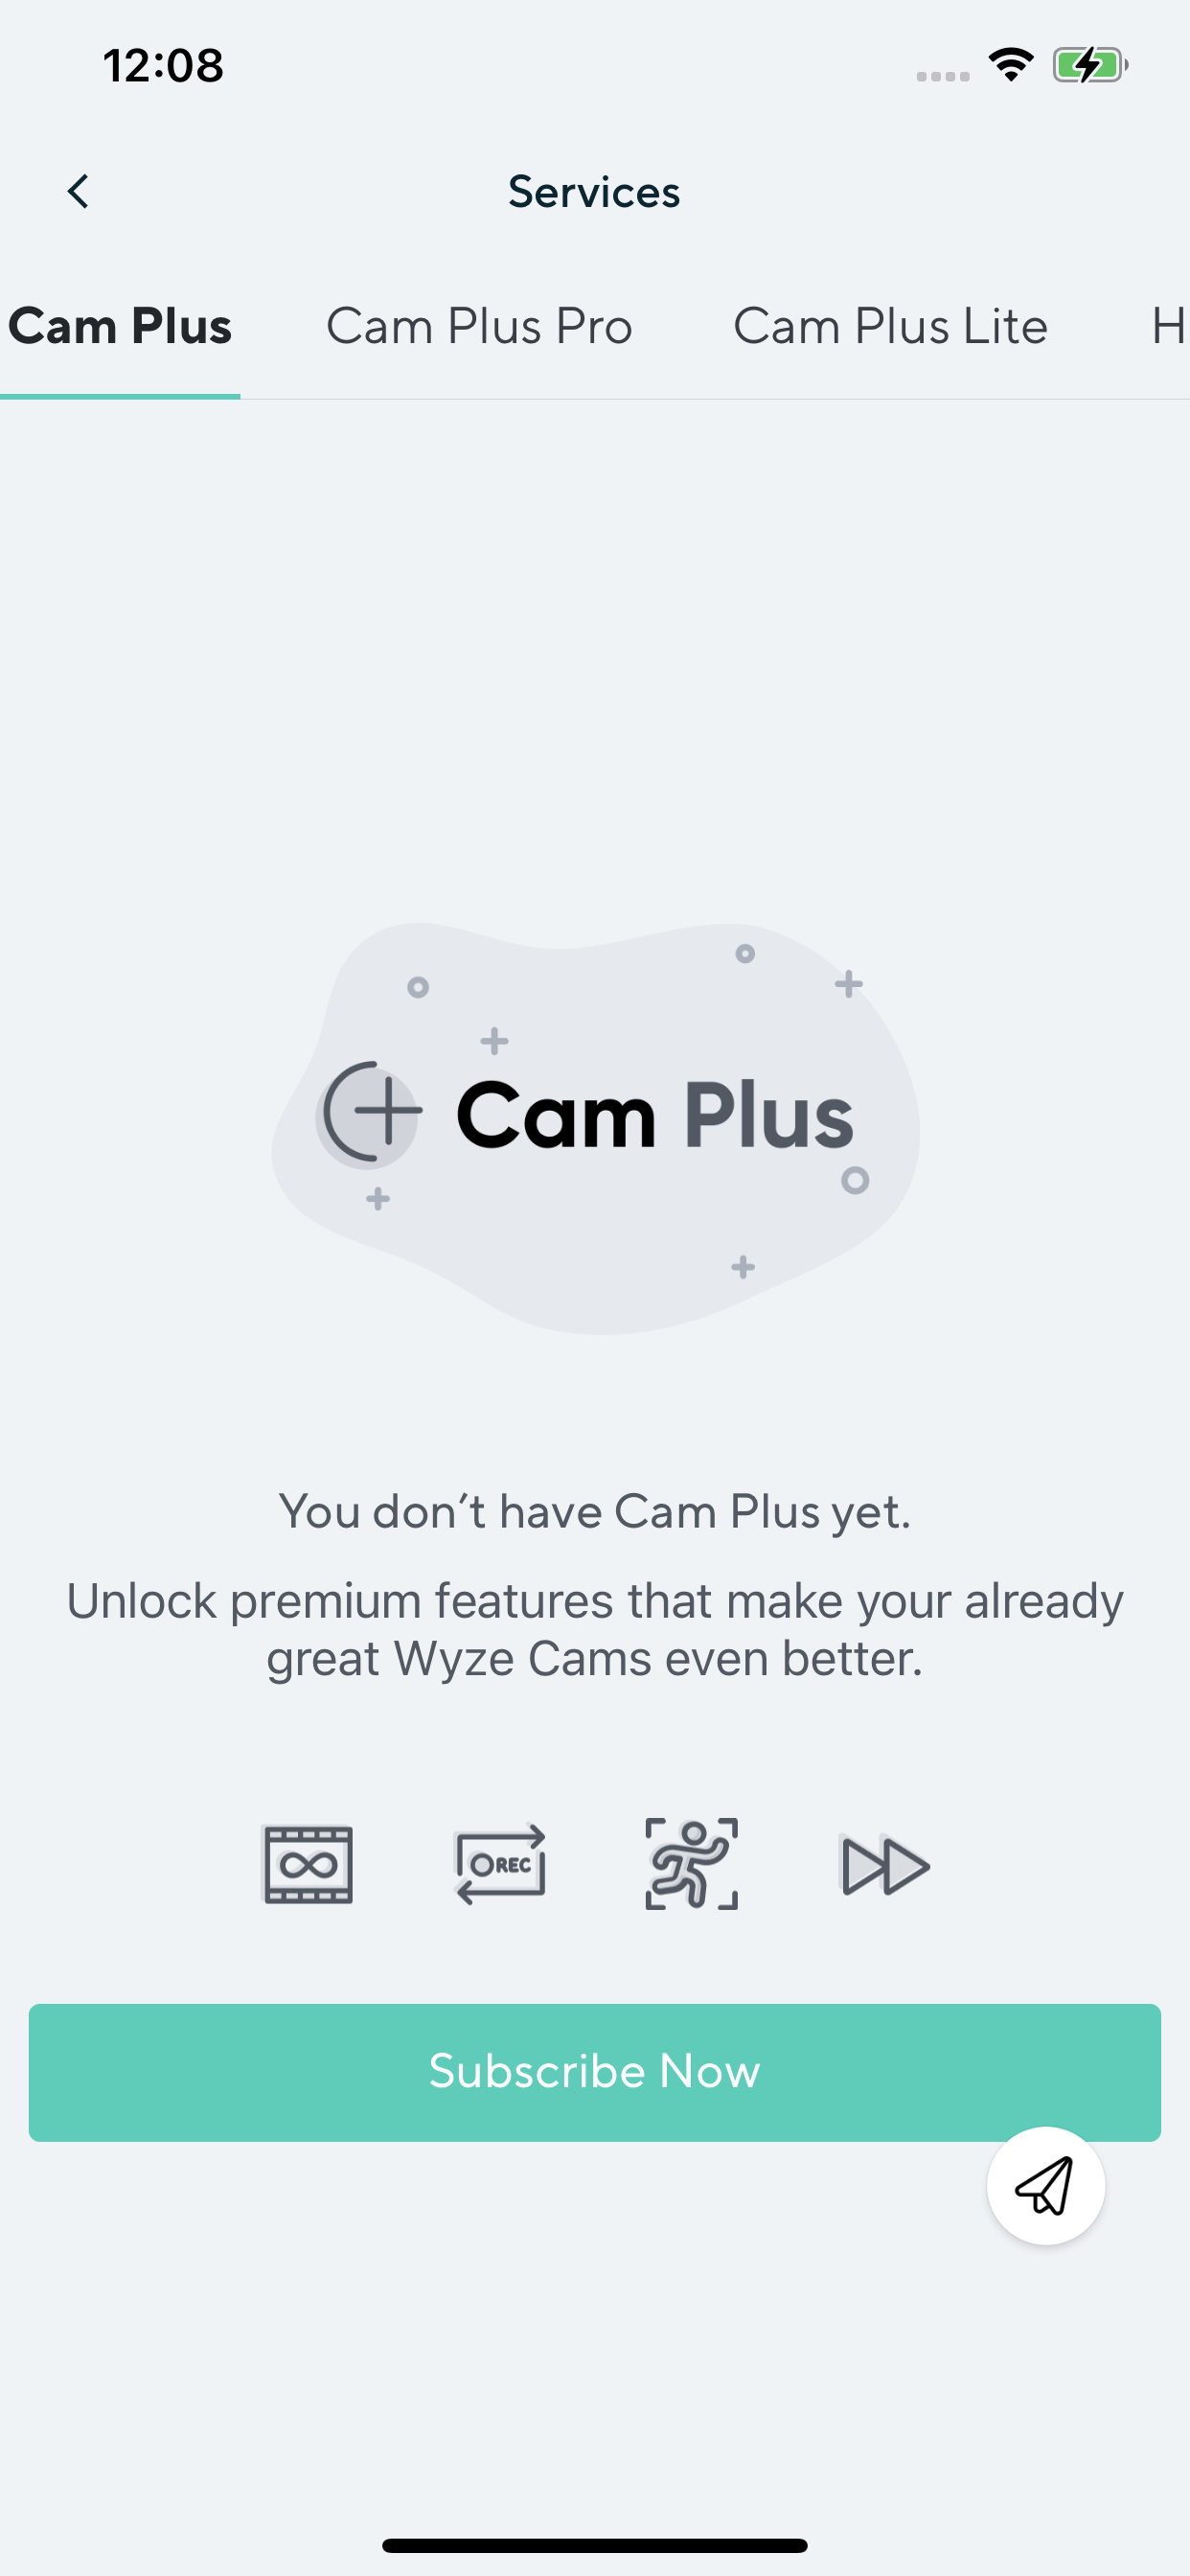 12:08
Services
Cam Plus
Cam Plus Pro
Cam Plus Lite
H
Cam Plus
You don’t have Cam Plus yet.
Unlock premium features that make your already
great Wyze Cams even better.
REC
Subscribe Now